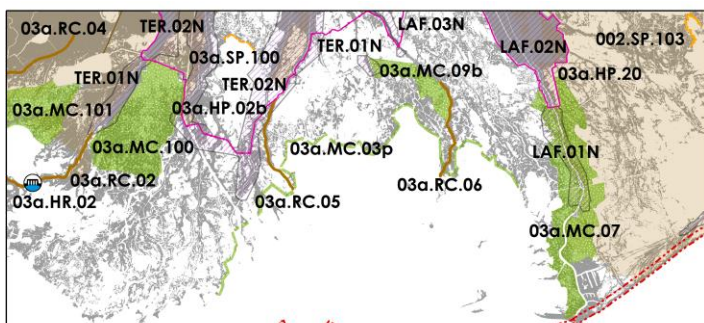 03a.RC.04
TER.02N
LAF.03N
TER.01N
LAF.02N
002.SP.103
03a.SP.100
TER.01N
TER.02N
03a.MC.09b
03a.HP.20
03a.MC.101
03a.HP.02b
03a.MC.100
03a.MC.03p
LAF.01N
03a.RC.02
03a.RC.05
03a.RC.06
03a.HR.02
03a.MC.07